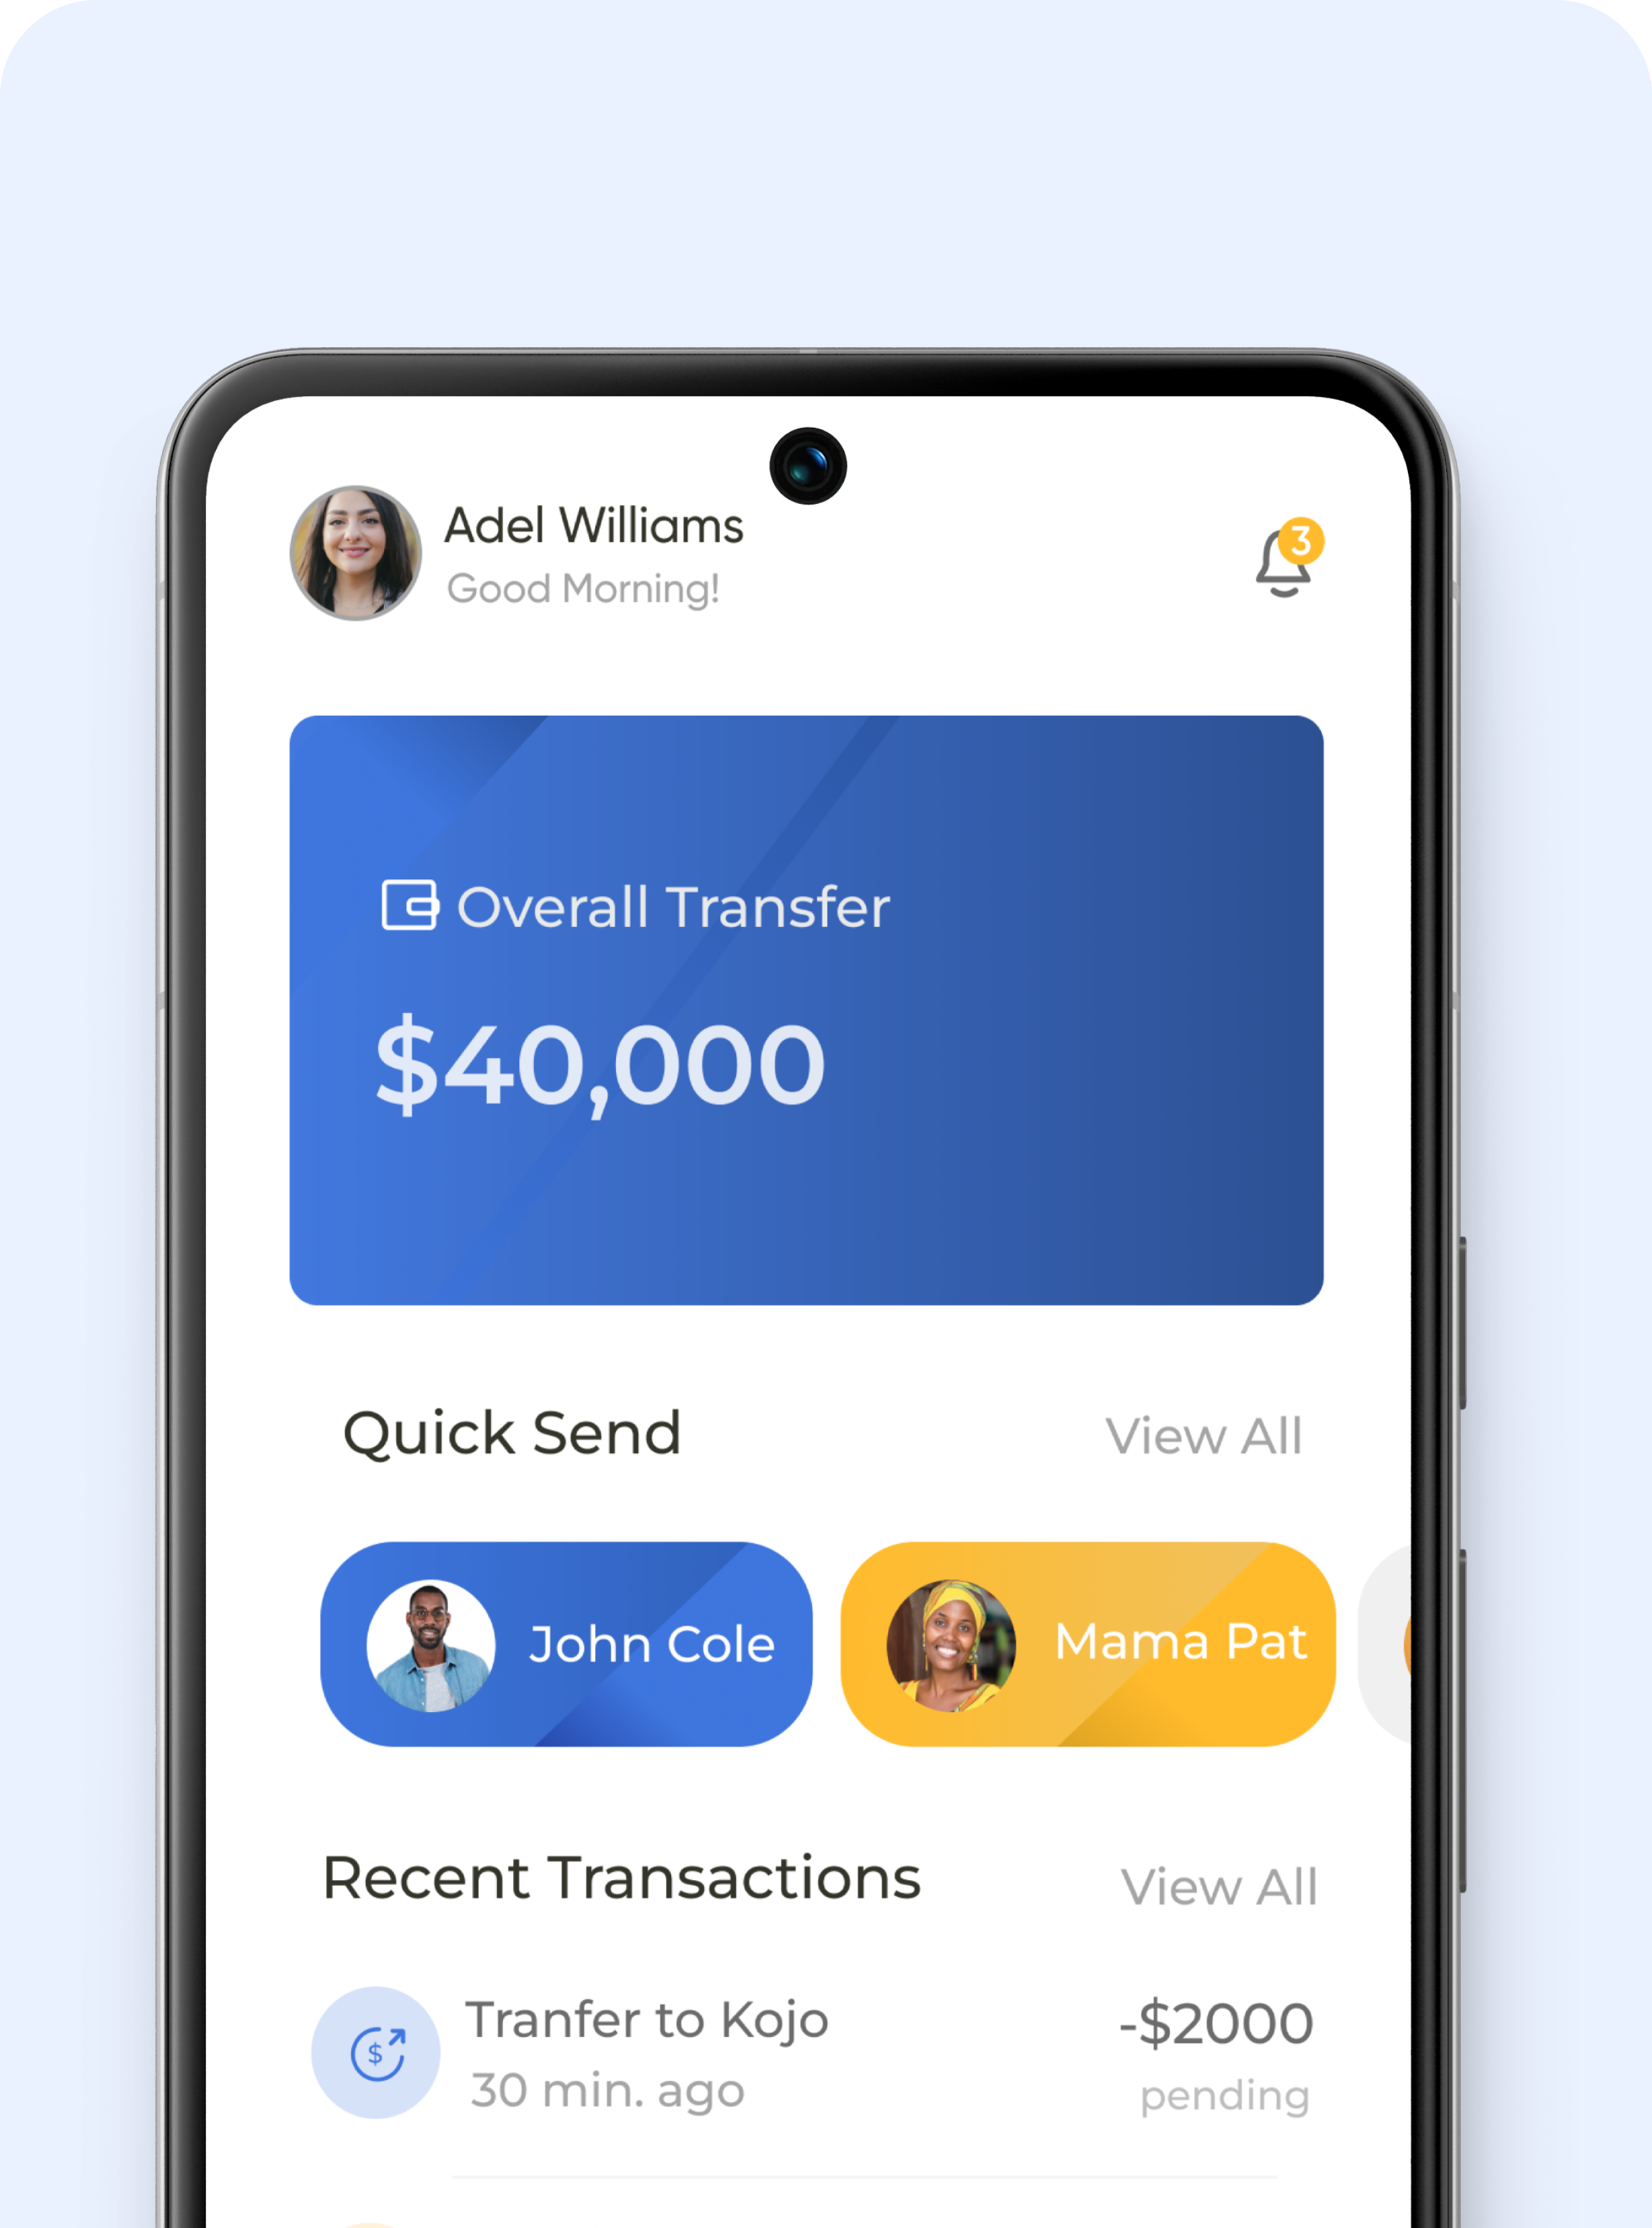 Adel Williams
Good Morning!
3
Overall Transfer
$40,000
Quick Send
View All
John Cole
Mama Pat
Recent Transactions
View All
$
Tranfer to Kojo
-$2000
30 min. ago
pending